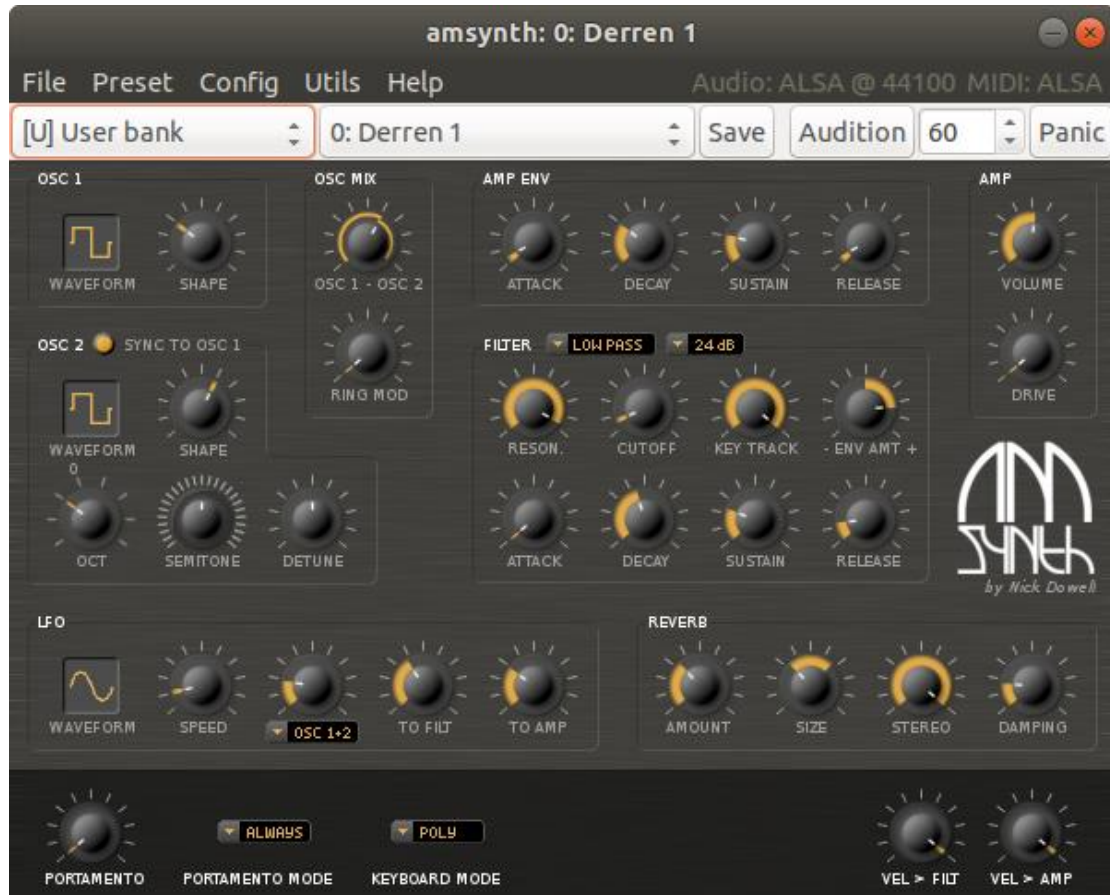 amsynth: 0: Derren 1
File Preset Config Utils Help Audio: ALSA @ 44100 MIDI: ALSA
[U] User bank 0: Derren 1 Save Audition 60 Panic
OSC 1
WAVEFORM SHAPE
OSC MIX
OSC 1 - OSC 2
RING MOD
AMP ENV
ATTACK DECAY SUSTAIN RELEASE
AMP
VOLUME
DRIVE
OSC 2 SYNC TO OSC 1
WAVEFORM SHAPE
0
OCT SEMITONE DETUNE
FILTER LOW PASS 24 dB
RESON. CUTOFF KEY TRACK - ENV AMT +
ATTACK DECAY SUSTAIN RELEASE
AM
SYNTH
by Nick Dowell
LFO
WAVEFORM SPEED OSC 1+2 TO FILT TO AMP
REVERB
AMOUNT SIZE STEREO DAMPING
ALWAYS POLY
PORTAMENTO PORTAMENTO MODE KEYBOARD MODE VEL > FILT VEL > AMP